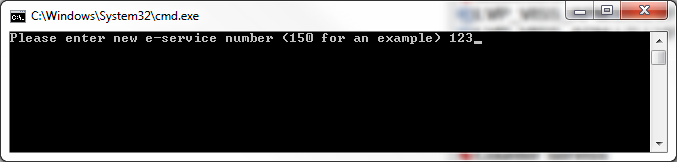 C:\Windows\System32\cmd.exe
Please enter new e-service number (150 for an example) 123_